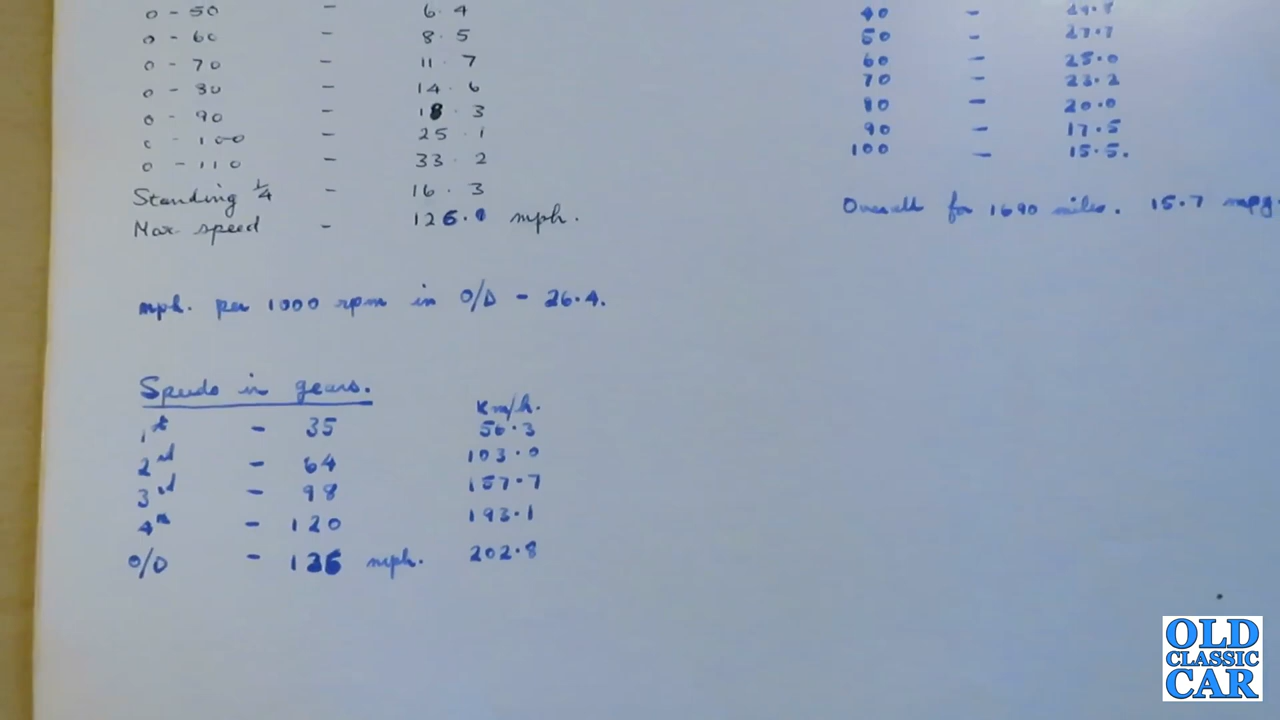 0 - 50 - 6.4
0 - 60 - 8.5
0 - 70 - 11.7
0 - 80 - 14.6
0 - 90 - 18.3
0 - 100 - 25.1
0 - 110 - 33.2
Standing 1/4 - 16.3
Max speed - 126.0 mph.
40 -
50 - 27.7
60 - 25.0
70 - 23.2
80 - 20.0
90 - 17.5
100 - 15.5.
Overall for 1690 miles. 15.7 mpg.
mph. per 1000 rpm in O/D - 26.4.
Speeds in gears.
Km/h.
1st - 35 56.3
2nd - 64 103.0
3rd - 98 157.7
4th - 120 193.1
O/D - 126 mph. 202.8
OLD
CLASSIC
CAR